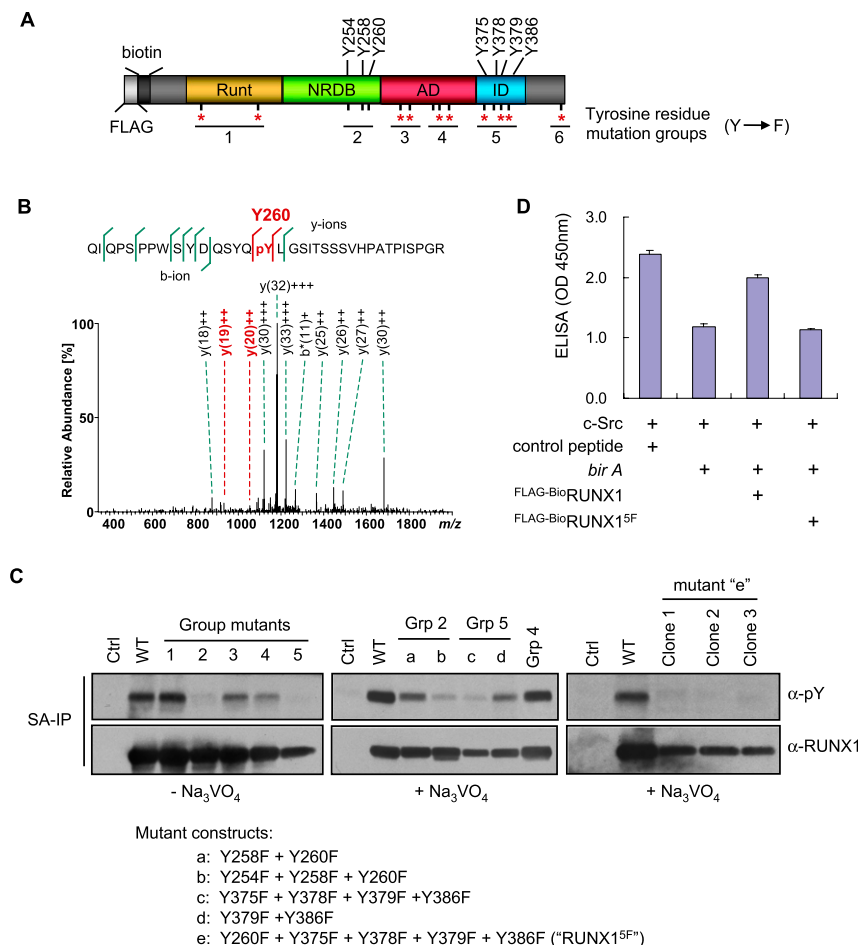 A
biotin
Y254
Y258
Y260
Y375
Y378
Y379
Y386
Runt
NRDB
AD
ID
FLAG
* * ** ** * ** *
1 2 3 4 5 6
Tyrosine residue
mutation groups
(Y → F)
B
Y260
y-ions
QIQPSPPWSYDQSYQpYLGSITSSSVHPATPISPGR
b-ion
y(32)+++
y(18)++
y(19)++
y(20)++
y(30)+++
y(33)+++
b*(11)+
y(25)++
y(26)++
y(27)++
y(30)++
Relative Abundance [%]
100
50
0
400 600 800 1000 1200 1400 1600 1800 m/z
D
ELISA (OD 450nm)
3.0
2.0
1.0
0.0
c-Src + + + +
control peptide +
bir A + + +
FLAG-BioRUNX1 +
FLAG-BioRUNX15F +
C
Group mutants
Ctrl WT 1 2 3 4 5
Grp 2 Grp 5
Ctrl WT a b c d Grp 4
mutant “e”
Ctrl WT Clone 1 Clone 2 Clone 3
SA-IP
α-pY
α-RUNX1
- Na3VO4
+ Na3VO4
+ Na3VO4
Mutant constructs:
a: Y258F + Y260F
b: Y254F + Y258F + Y260F
c: Y375F + Y378F + Y379F +Y386F
d: Y379F +Y386F
e: Y260F + Y375F + Y378F + Y379F + Y386F (“RUNX15F”)